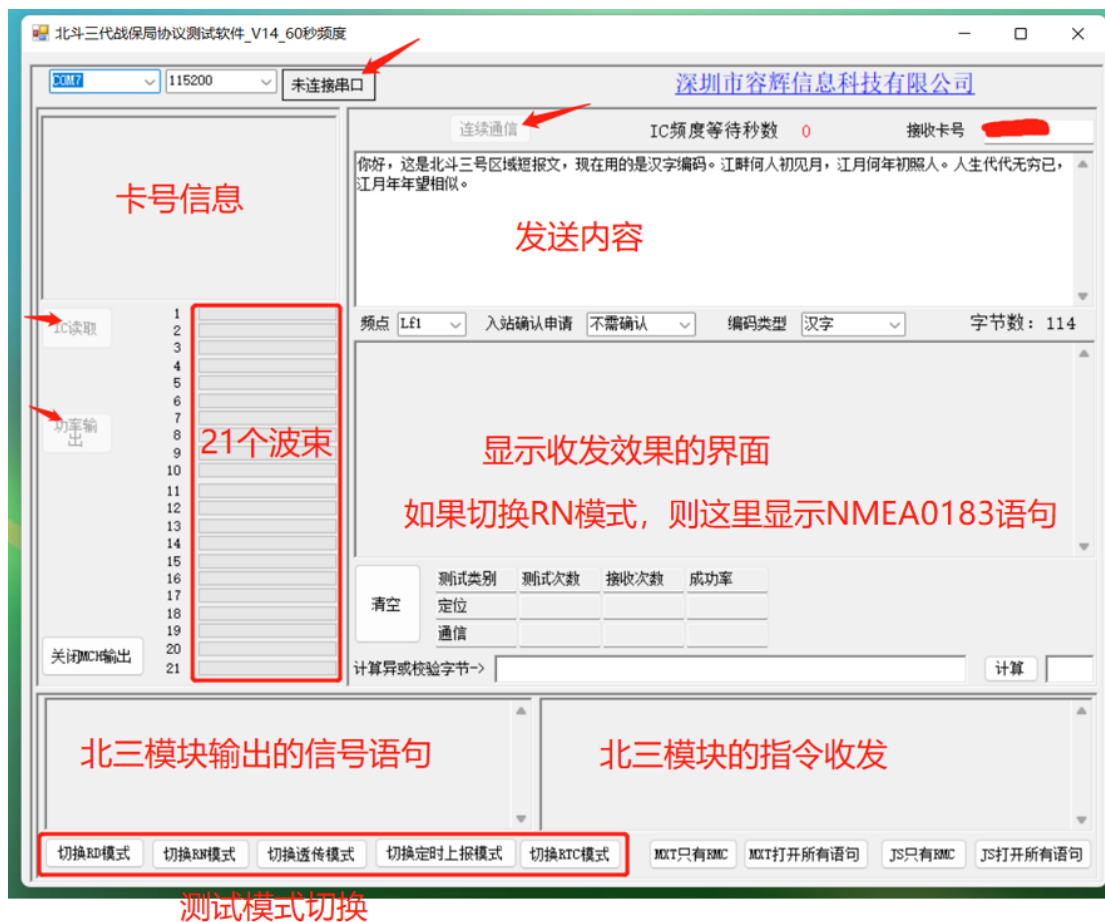 北斗三代战保局协议测试软件_V14_60秒频度
COM7 115200 未连接串口 深圳市容辉信息科技有限公司
连续通信 IC频度等待秒数 0 接收卡号
你好，这是北斗三号区域短报文，现在用的是汉字编码。江畔何人初见月，江月何年初照人。人生代代无穷已，
江月年年望相似。
卡号信息
发送内容
IC读取
功率输
出
关闭MCH输出
1
2
3
4
5
6
7
8
9
10
11
12
13
14
15
16
17
18
19
20
21
21个波束
频点 Lf1 入站确认申请 不需确认 编码类型 汉字 字节数：114
显示收发效果的界面
如果切换RN模式，则这里显示NMEA0183语句
清空
测试类别 测试次数 接收次数 成功率
定位
通信
计算异或校验字节-> 计算
北三模块输出的信号语句
北三模块的指令收发
切换RD模式 切换RN模式 切换透传模式 切换定时上报模式 切换RTC模式 MXT只有RMC MXT打开所有语句 JS只有RMC JS打开所有语句
测试模式切换